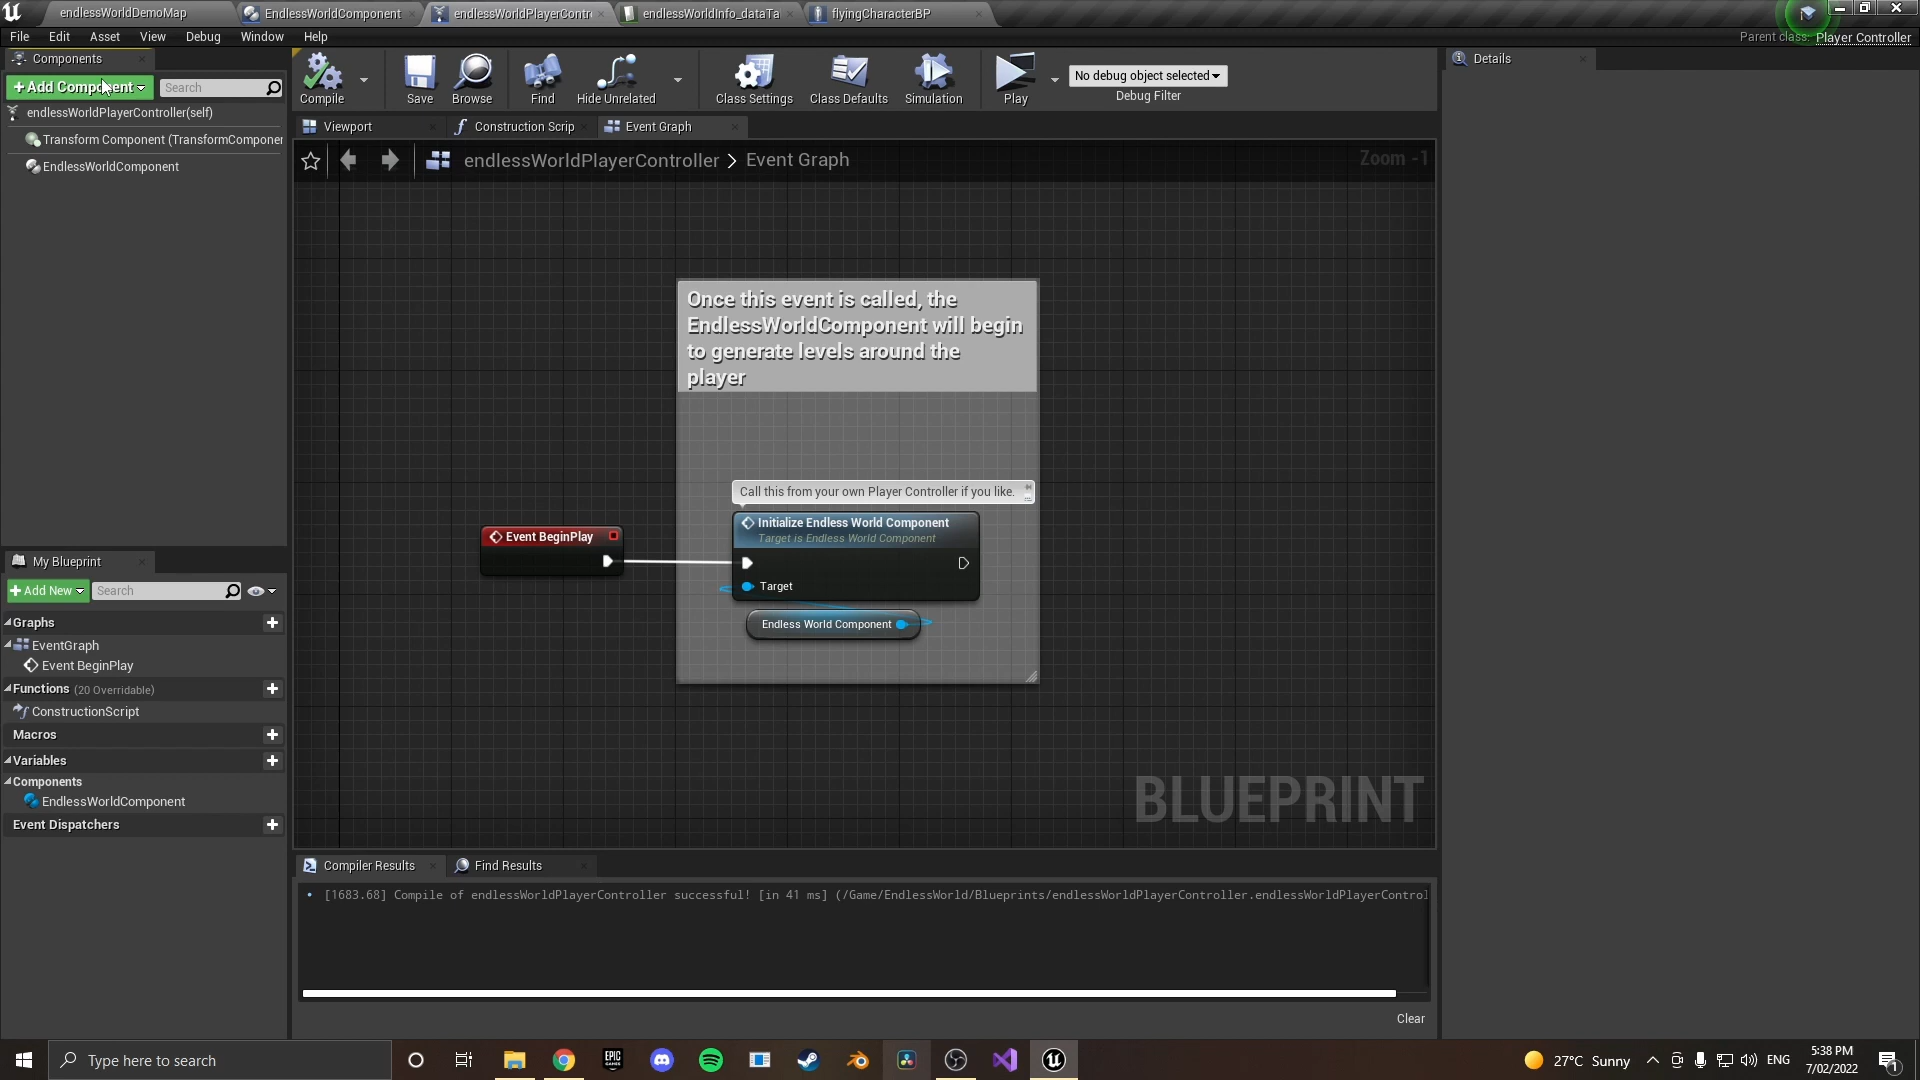 endlessWorldDemoMap
EndlessWorldComponent
endlessWorldPlayerContr
endlessWorldInfo_dataTa
flyingCharacterBP
File Edit Asset View Debug Window Help
Parent class: Player Controller
Components
+Add Component
Search
endlessWorldPlayerController(self)
Transform Component (TransformComponer
EndlessWorldComponent
Compile
Save
Browse
Find
Hide Unrelated
Class Settings
Class Defaults
Simulation
Play
No debug object selected
Debug Filter
Details
Viewport
Construction Scrip
Event Graph
endlessWorldPlayerController > Event Graph
Zoom -1
Once this event is called, the
EndlessWorldComponent will begin
to generate levels around the
player
Call this from your own Player Controller if you like.
Initialize Endless World Component
Target is Endless World Component
Event BeginPlay
Target
Endless World Component
BLUEPRINT
My Blueprint
+Add New
Search
Graphs
EventGraph
Event BeginPlay
Functions (20 Overridable)
ConstructionScript
Macros
Variables
Components
EndlessWorldComponent
Event Dispatchers
Compiler Results
Find Results
[1683.68] Compile of endlessWorldPlayerController successful! [in 41 ms] (/Game/EndlessWorld/Blueprints/endlessWorldPlayerController.endlessWorldPlayerControl
Clear
Type here to search
EPIC
GAMES
27°C Sunny
ENG
5:38 PM
7/02/2022
1